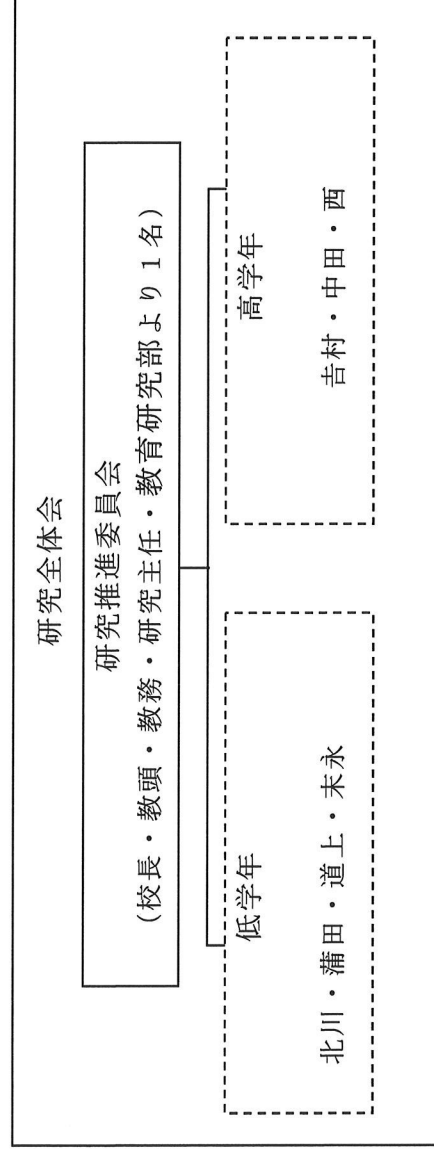 研究全体会
研究推進委員会
(校長・教頭・教務・研究主任・教育研究部より1名)
低学年
北川・蒲田・道上・末永
高学年
𠮷村・中田・西